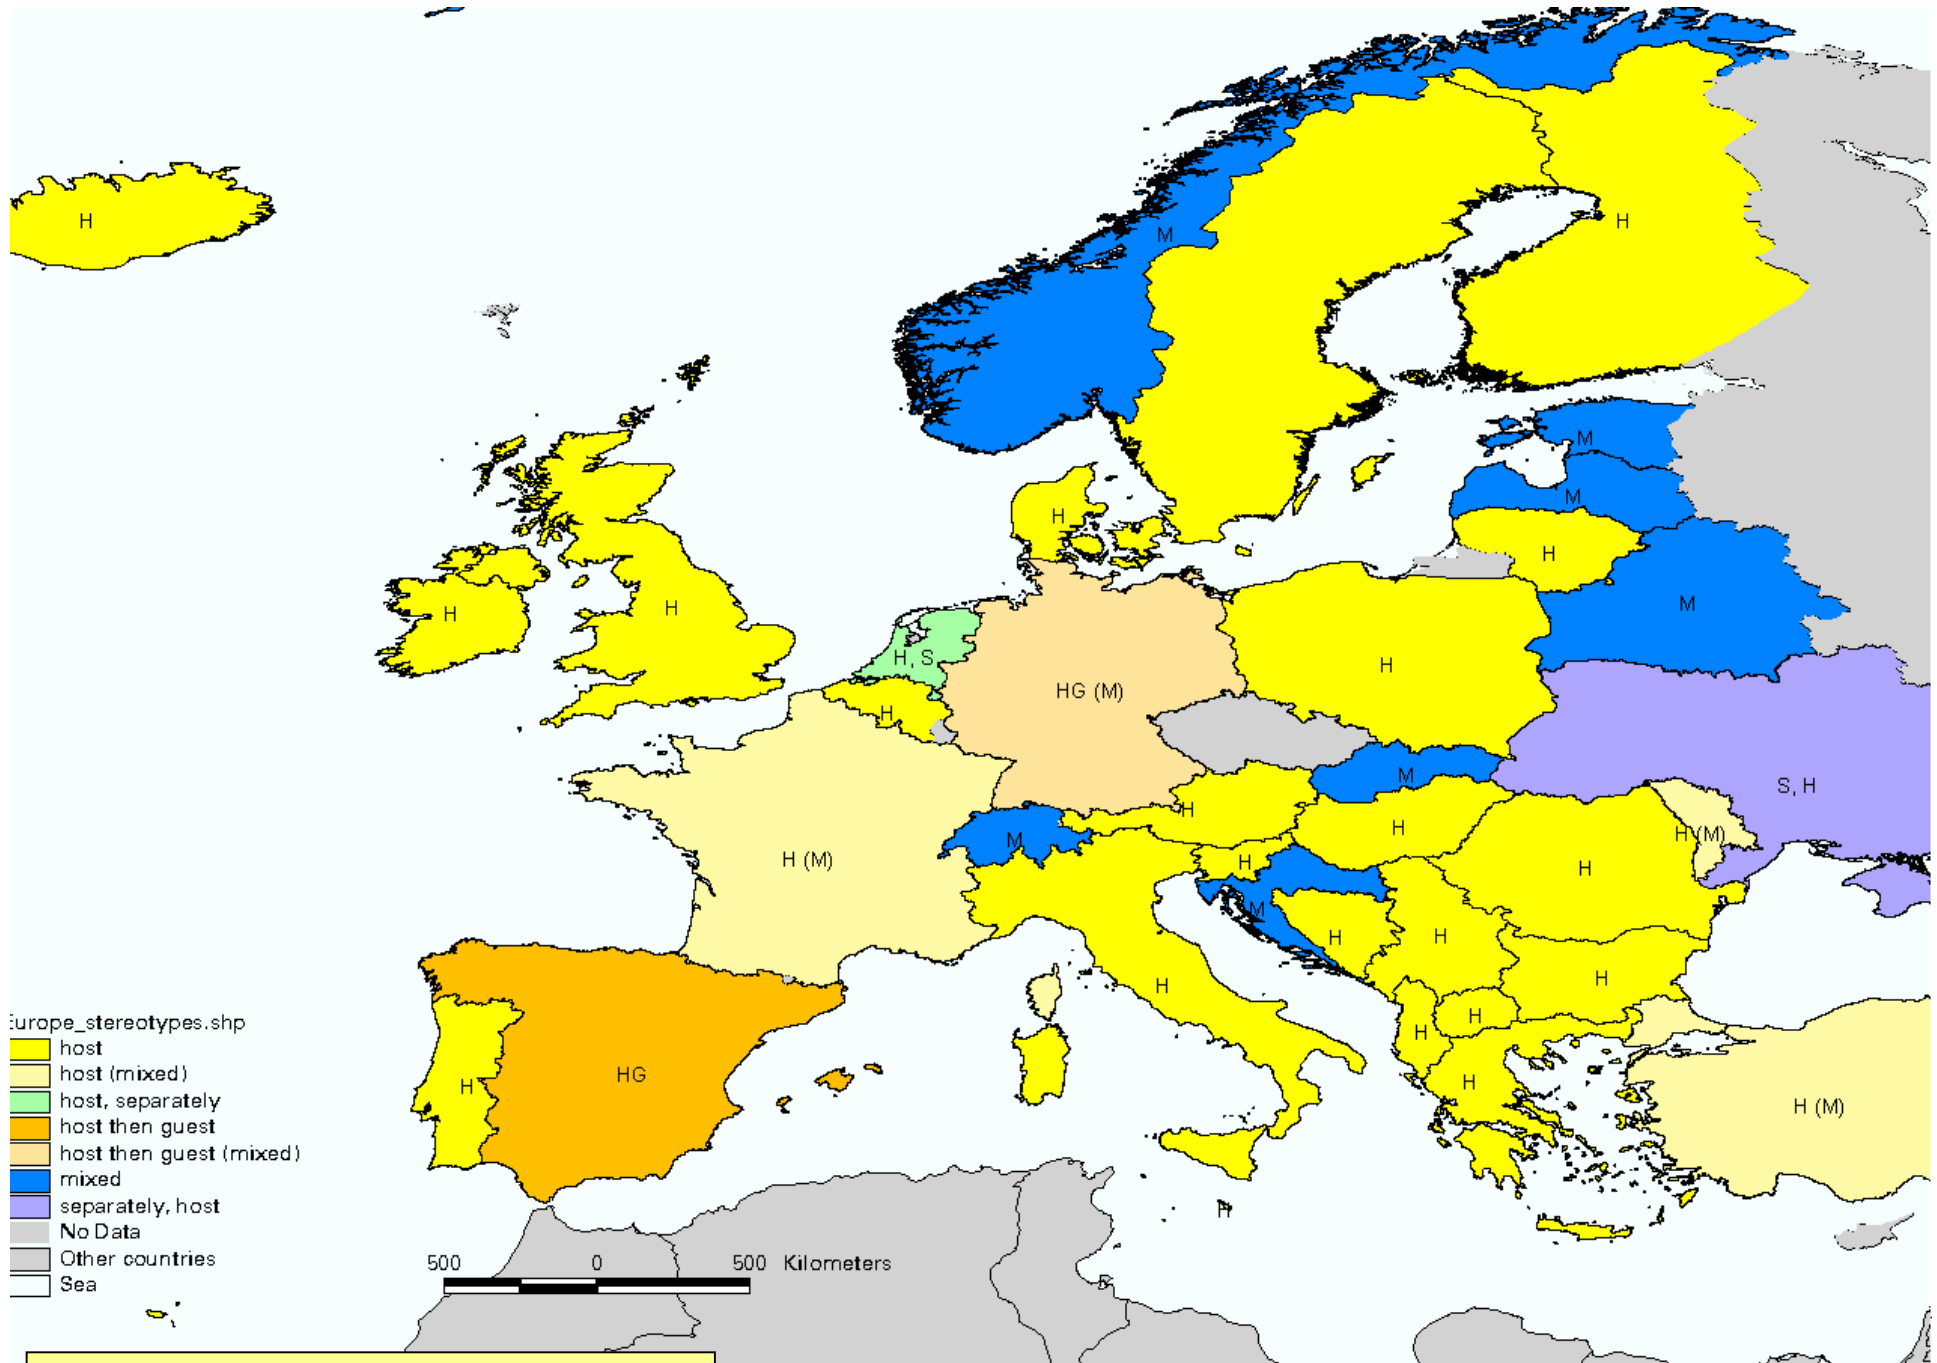 H
M
H
H
M
M
H
H
M
H
H
H, S
H
HG (M)
H
M
S, H
H
H
M
H (M)
H
H (M)
H
M
H
H
H
H
H
H
H
H
H
HG
H (M)
H
Europe_stereotypes.shp
host
host (mixed)
host, separately
host then guest
host then guest (mixed)
mixed
separately, host
No Data
Other countries
Sea
500 0 500 Kilometers